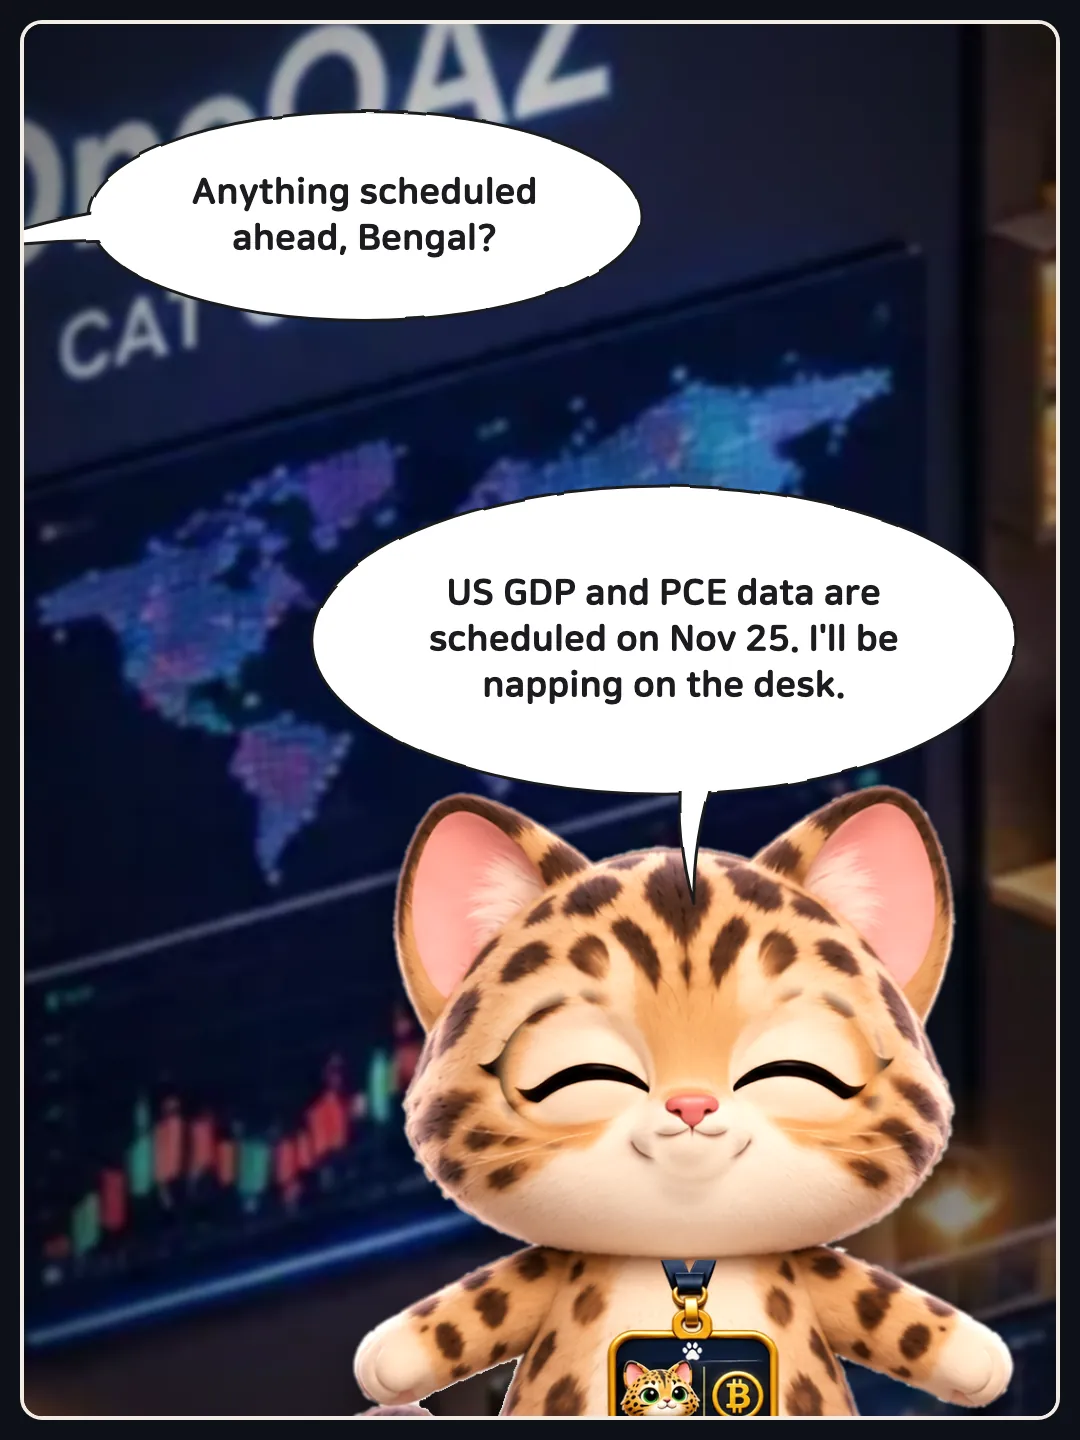 OAZ
CAT
Anything scheduled
ahead, Bengal?
US GDP and PCE data are
scheduled on Nov 25. I'll be
napping on the desk.